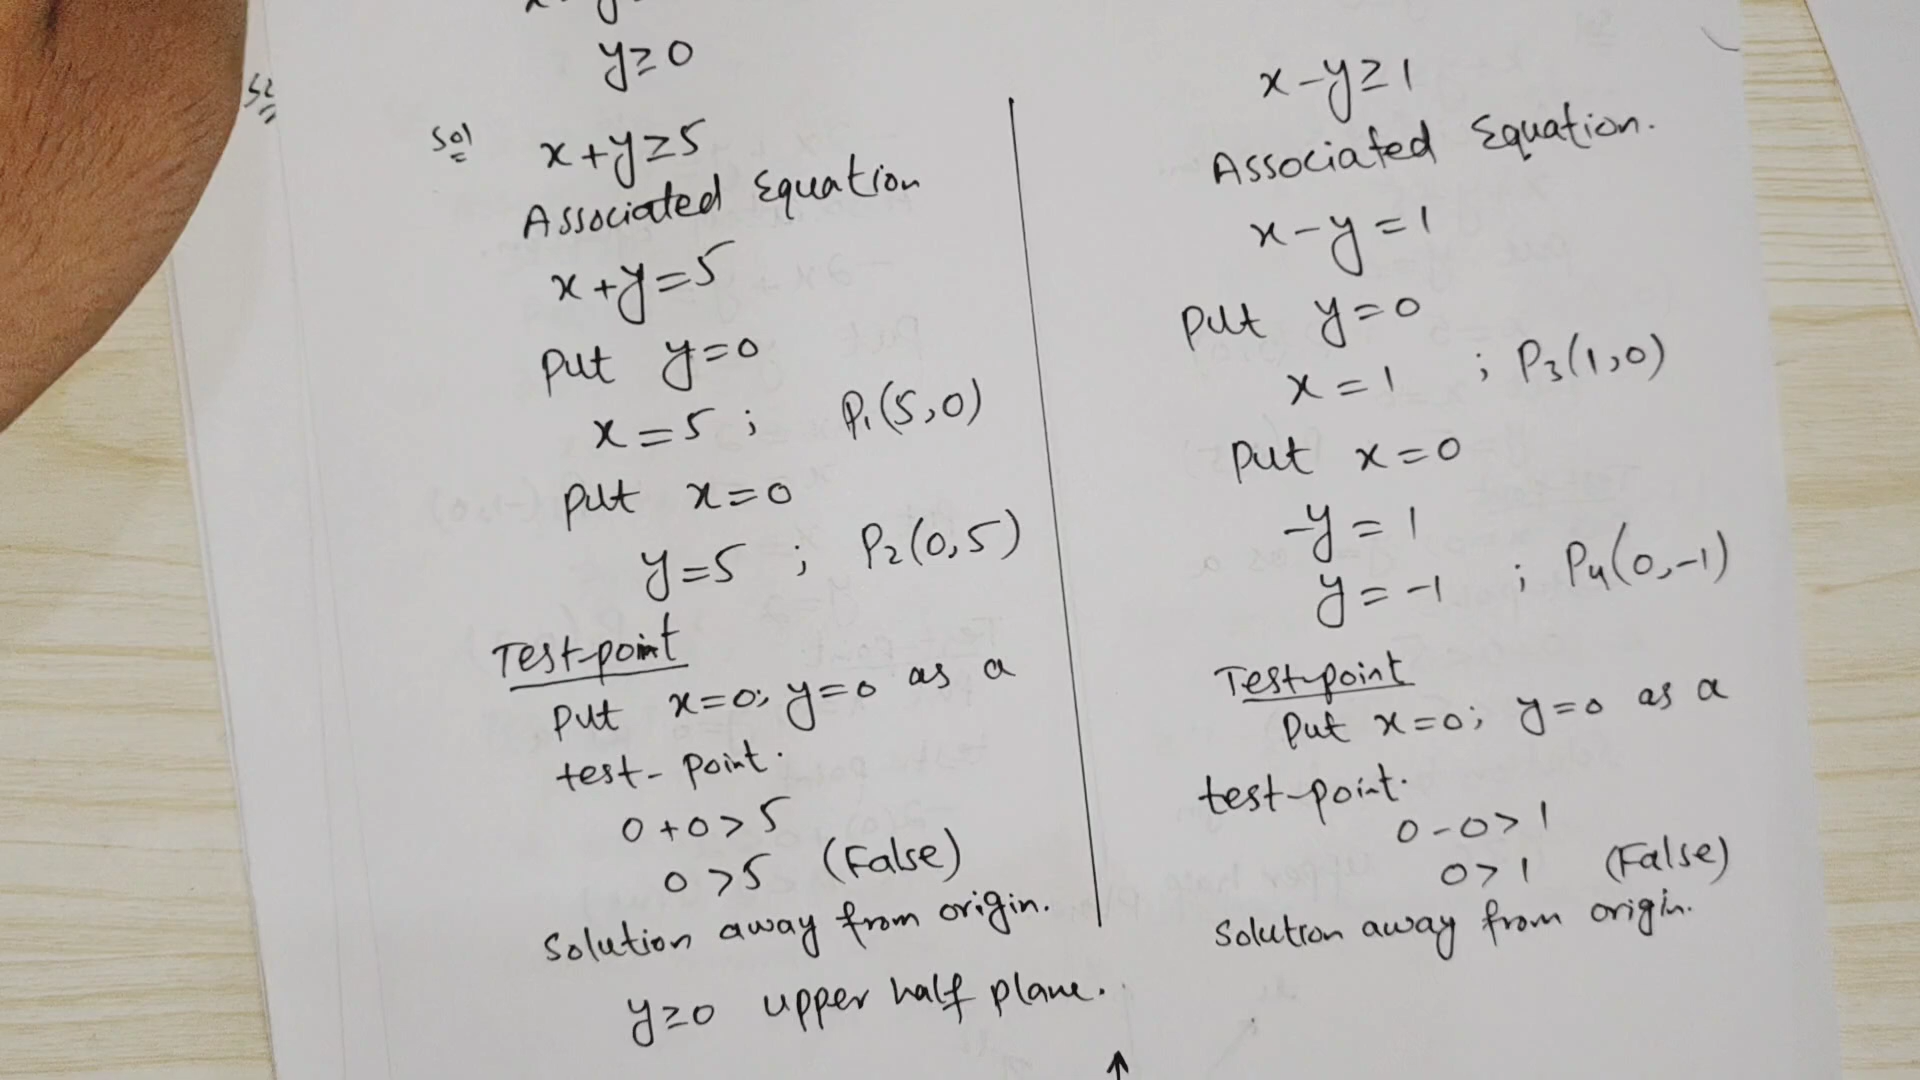 y≥0
Sol
x+y≥5
Associated Equation
x+y=5
Put y=0
x=5 ; P₁(5,0)
Put x=0
y=5 ; P₂(0,5)
Test-point
Put x=0; y=0 as a
test-point.
0+0>5
0>5 (False)
Solution away from origin.
y≥0 upper half plane.
x-y≥1
Associated Equation.
x-y=1
Put y=0
x=1 ; P₃(1,0)
Put x=0
-y=1
y=-1 ; P₄(0,-1)
Test-point
Put x=0; y=0 as a
test-point.
0-0>1
0>1 (False)
Solution away from origin.